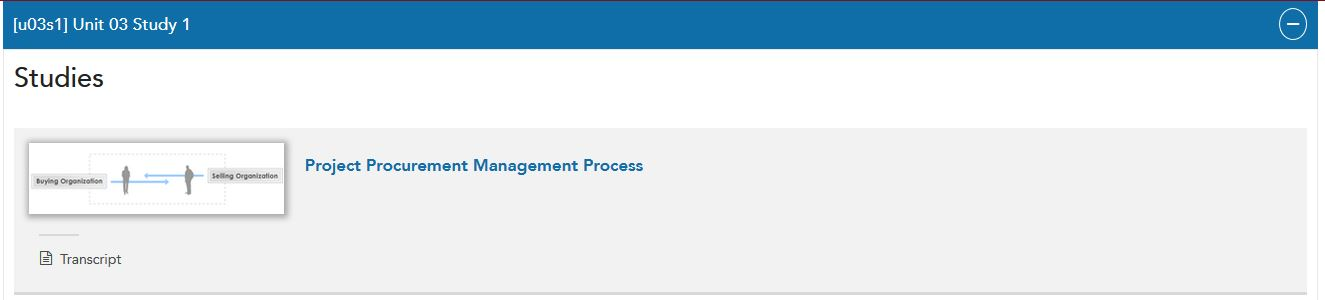 [u03s1] Unit 03 Study 1
Studies
Buying Organization
Selling Organization
Project Procurement Management Process
Transcript